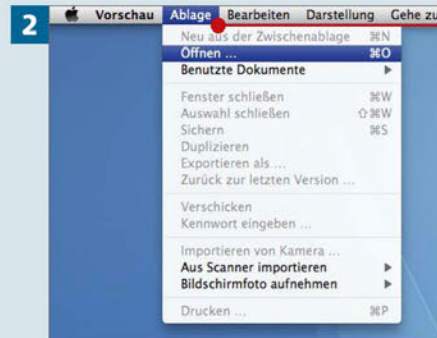 2
Vorschau Ablage Bearbeiten Darstellung Gehe zu
Neu aus der Zwischenablage ⌘N
Öffnen ... ⌘O
Benutzte Dokumente ▶
Fenster schließen ⌘W
Auswahl schließen ⇧⌘W
Sichern ⌘S
Duplizieren
Exportieren als ...
Zurück zur letzten Version ...
Verschicken
Kennwort eingeben ...
Importieren von Kamera ...
Aus Scanner importieren ▶
Bildschirmfoto aufnehmen ▶
Drucken ... ⌘P